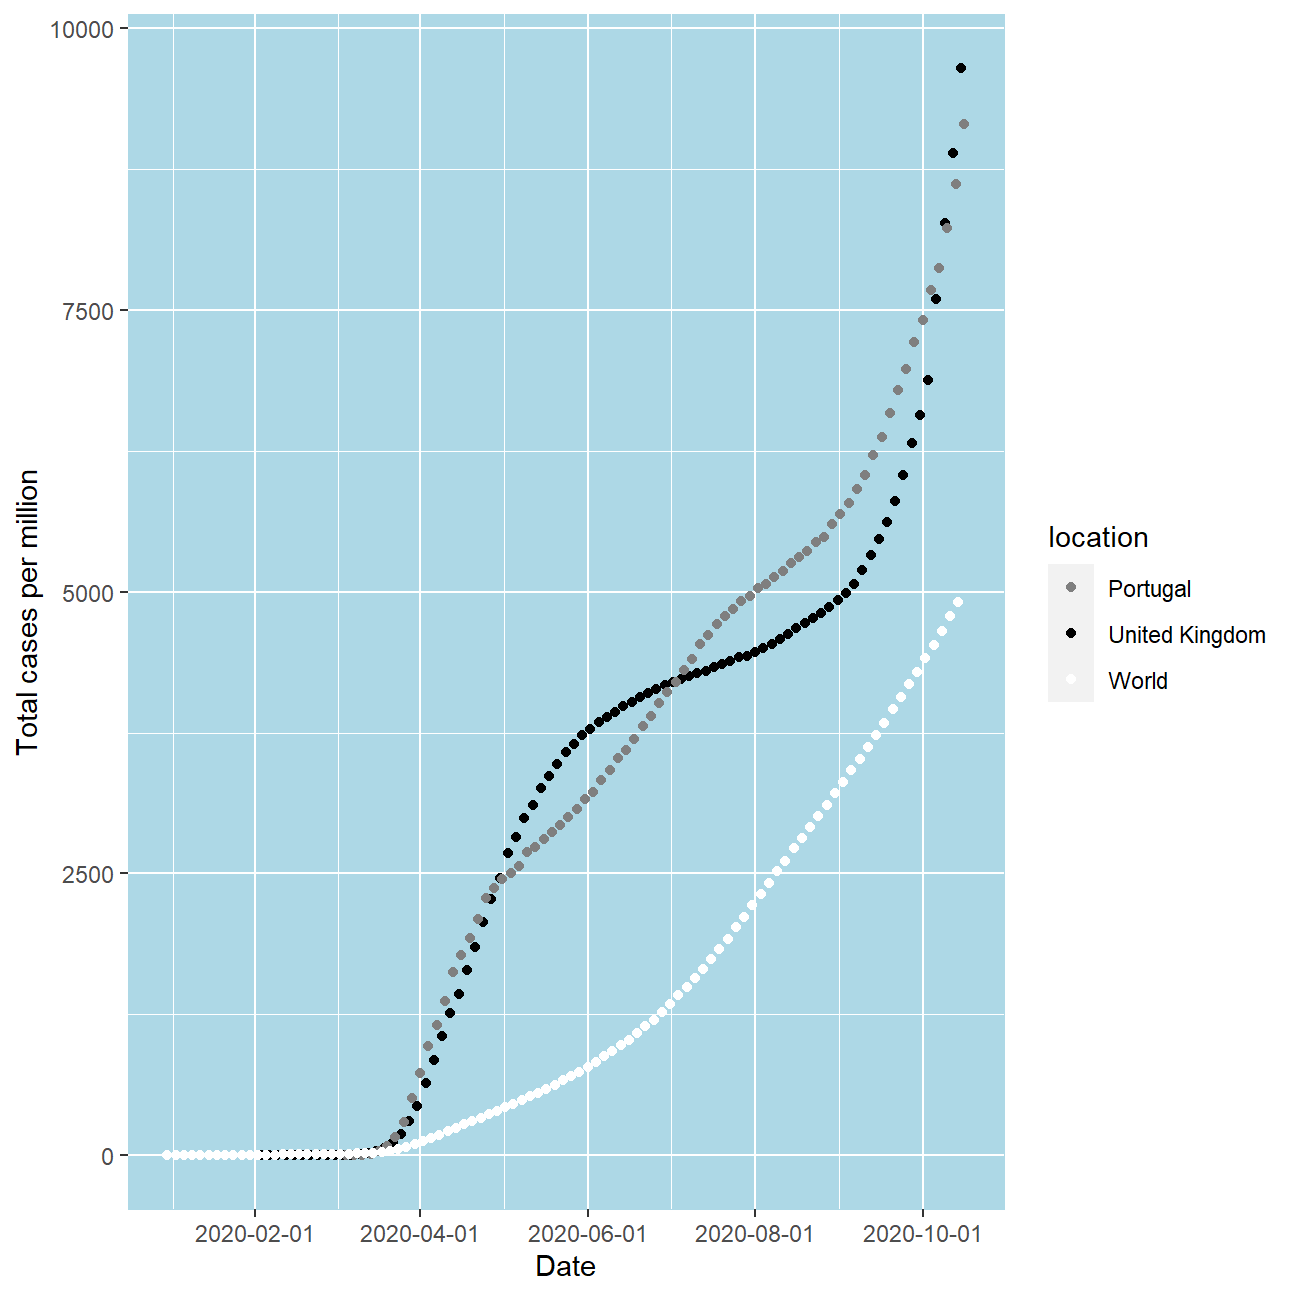 10000
7500
5000
2500
0
Total cases per million
2020-02-01
2020-04-01
2020-06-01
2020-08-01
2020-10-01
Date
location
Portugal
United Kingdom
World